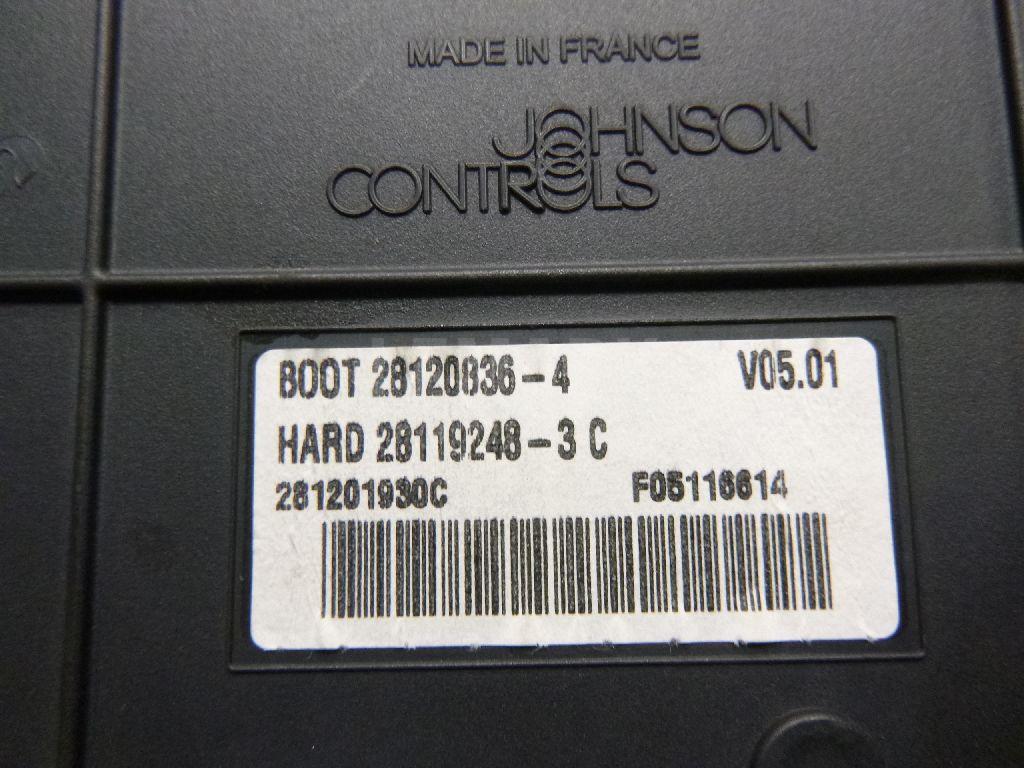 MADE IN FRANCE
JOHNSON
CONTROLS
BOOT 28120836-4 V05.01
HARD 28119248-3 C
281201930C F05116614